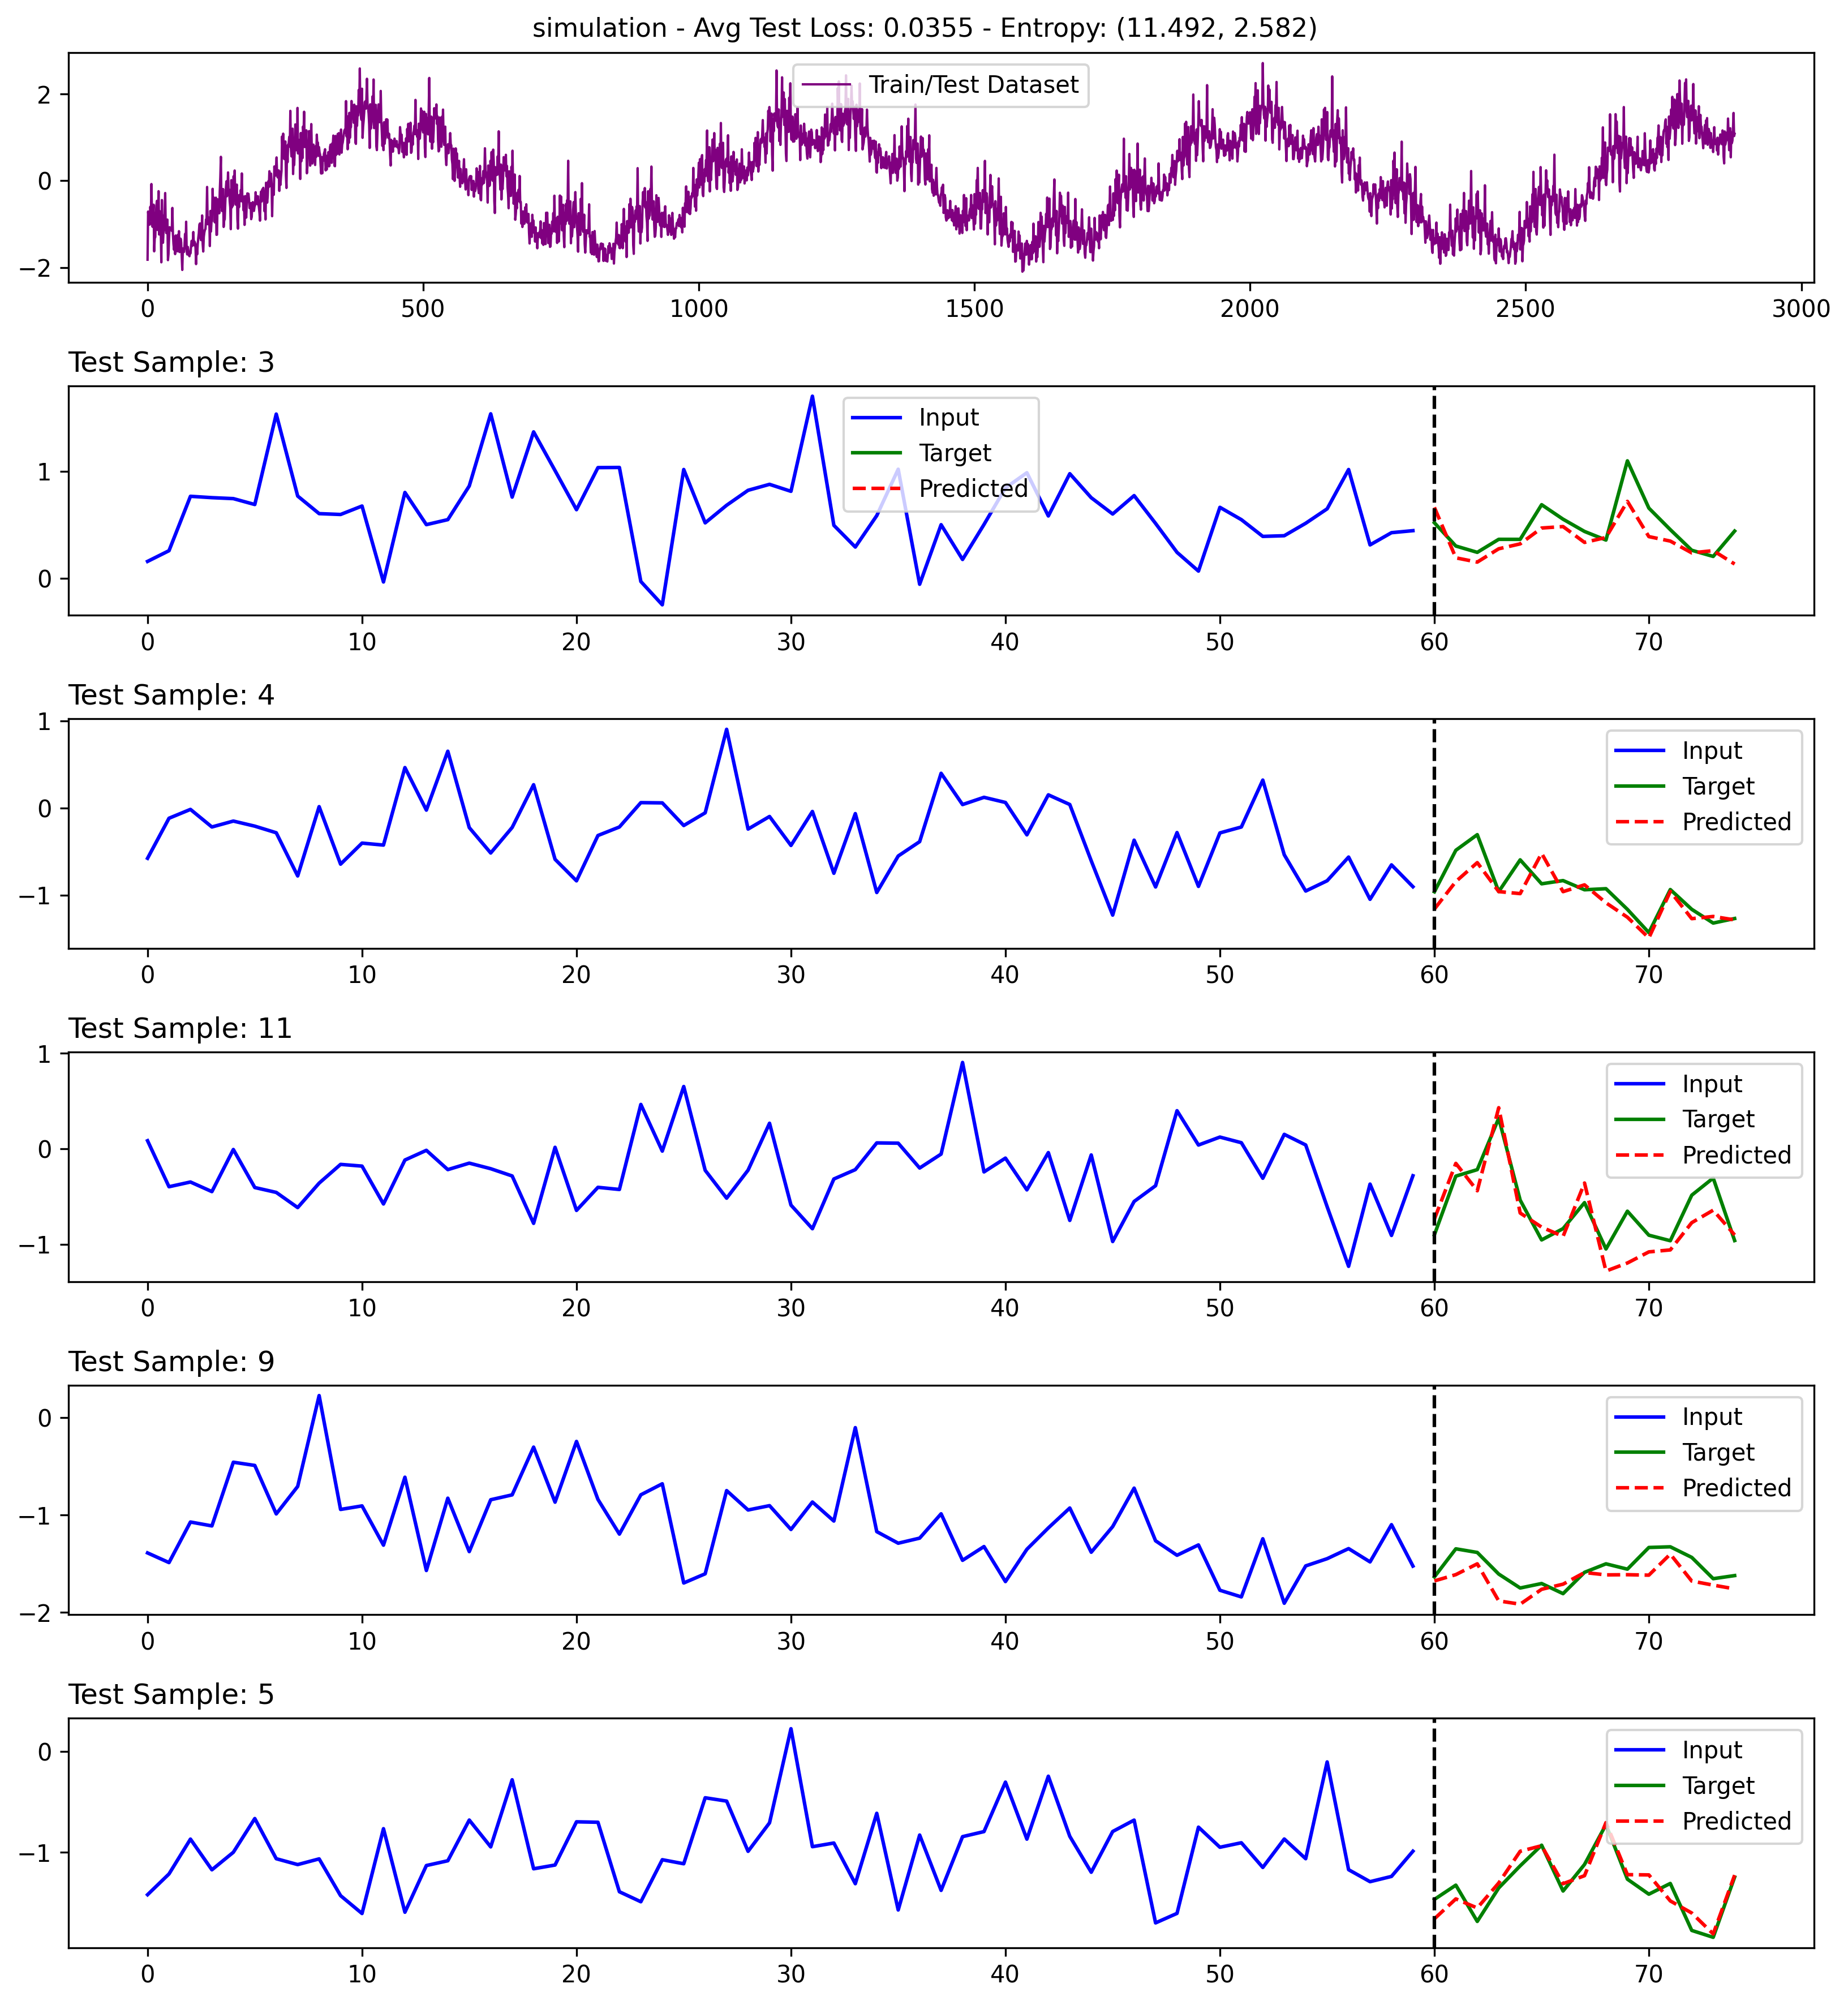 simulation - Avg Test Loss: 0.0355 - Entropy: (11.492, 2.582)
Train/Test Dataset
2
0
−2
0 500 1000 1500 2000 2500 3000
Test Sample: 3
Input
Target
Predicted
1
0
0 10 20 30 40 50 60 70
Test Sample: 4
Input
Target
Predicted
1
0
−1
0 10 20 30 40 50 60 70
Test Sample: 11
Input
Target
Predicted
1
0
−1
0 10 20 30 40 50 60 70
Test Sample: 9
Input
Target
Predicted
0
−1
−2
0 10 20 30 40 50 60 70
Test Sample: 5
Input
Target
Predicted
0
−1
0 10 20 30 40 50 60 70